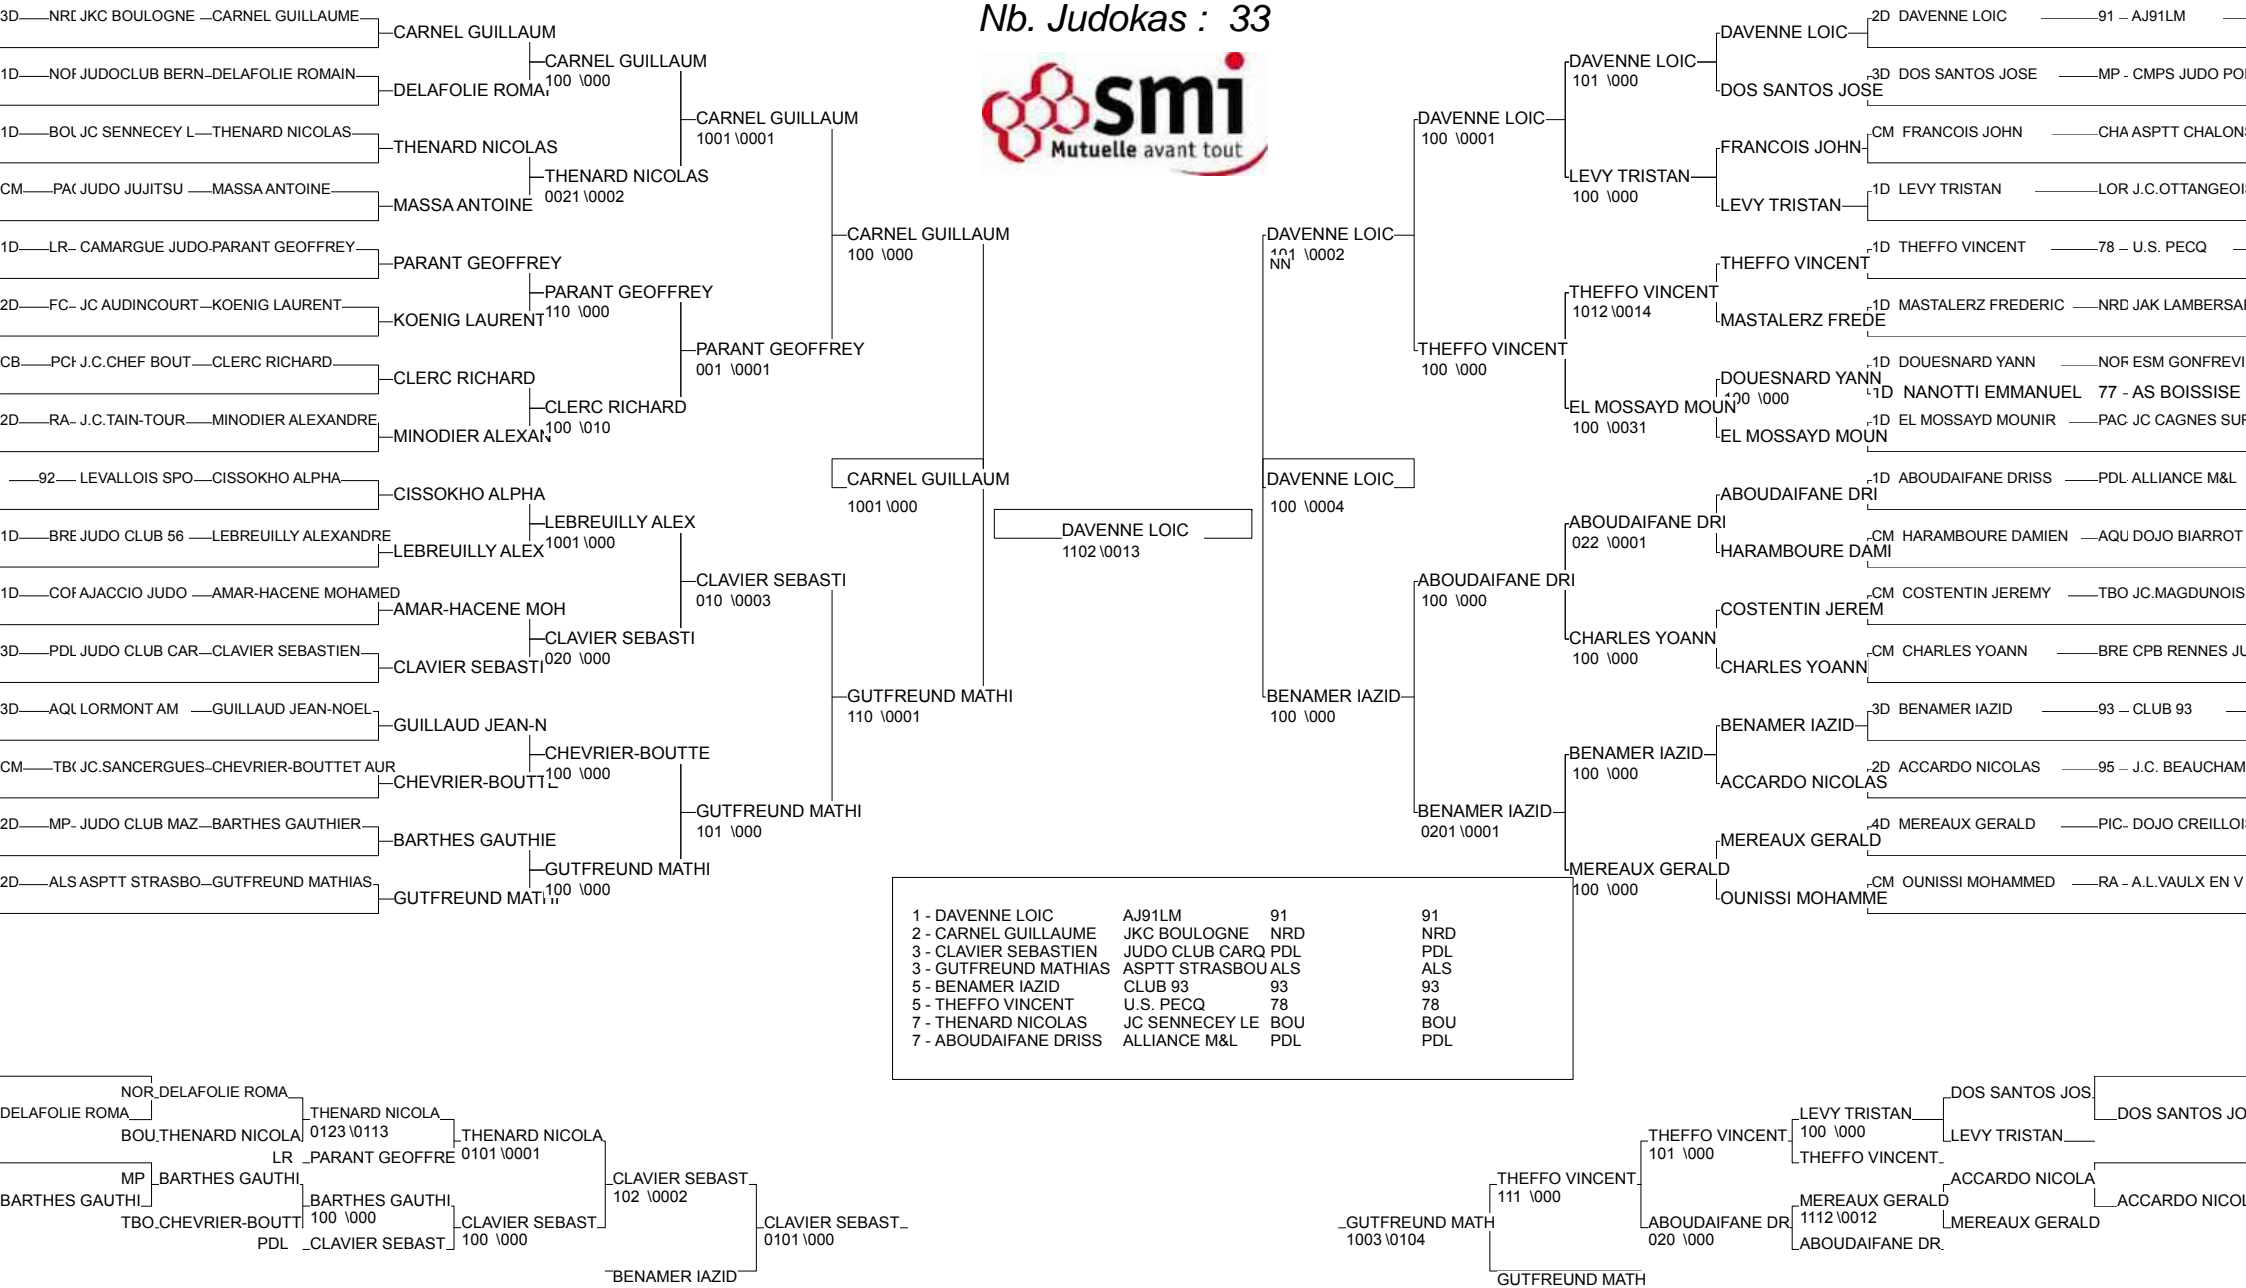 Nb. Judokas : 33
smi
Mutuelle avant tout
3D NRD JKC BOULOGNE CARNEL GUILLAUME
CARNEL GUILLAUM
1D NOR JUDOCLUB BERN DELAFOLIE ROMAIN
DELAFOLIE ROMAI
1D BOU JC SENNECEY L THENARD NICOLAS
THENARD NICOLAS
CM PAC JUDO JUJITSU MASSA ANTOINE
MASSA ANTOINE
1D LR CAMARGUE JUDO PARANT GEOFFREY
PARANT GEOFFREY
2D FC JC AUDINCOURT KOENIG LAURENT
KOENIG LAURENT
CB PCH J.C.CHEF BOUT CLERC RICHARD
CLERC RICHARD
2D RA J.C.TAIN-TOUR MINODIER ALEXANDRE
MINODIER ALEXAN
92 LEVALLOIS SPO CISSOKHO ALPHA
CISSOKHO ALPHA
1D BRE JUDO CLUB 56 LEBREUILLY ALEXANDRE
LEBREUILLY ALEX
1D COR AJACCIO JUDO AMAR-HACENE MOHAMED
AMAR-HACENE MOH
3D PDL JUDO CLUB CAR CLAVIER SEBASTIEN
CLAVIER SEBASTI
3D AQU LORMONT AM GUILLAUD JEAN-NOEL
GUILLAUD JEAN-N
CM TBO JC.SANCERGUES CHEVRIER-BOUTTET AUR
CHEVRIER-BOUTTE
2D MP JUDO CLUB MAZ BARTHES GAUTHIER
BARTHES GAUTHIE
2D ALS ASPTT STRASBO GUTFREUND MATHIAS
GUTFREUND MATHI
CARNEL GUILLAUM
100 \000
THENARD NICOLAS
0021 \0002
PARANT GEOFFREY
110 \000
CLERC RICHARD
100 \010
LEBREUILLY ALEX
1001 \000
CLAVIER SEBASTI
020 \000
CHEVRIER-BOUTTE
100 \000
GUTFREUND MATHI
100 \000
CARNEL GUILLAUM
1001 \0001
PARANT GEOFFREY
001 \0001
CLAVIER SEBASTI
010 \0003
GUTFREUND MATHI
101 \000
CARNEL GUILLAUM
100 \000
GUTFREUND MATHI
110 \0001
CARNEL GUILLAUM
1001 \000
DAVENNE LOIC
1102 \0013
DAVENNE LOIC
100 \0004
DAVENNE LOIC
101 \0002
NN
BENAMER IAZID
100 \000
DAVENNE LOIC
100 \0001
THEFFO VINCENT
100 \000
ABOUDAIFANE DRI
100 \000
BENAMER IAZID
0201 \0001
DAVENNE LOIC
101 \000
LEVY TRISTAN
100 \000
THEFFO VINCENT
1012 \0014
EL MOSSAYD MOUN
100 \0031
ABOUDAIFANE DRI
022 \0001
CHARLES YOANN
100 \000
BENAMER IAZID
100 \000
MEREAUX GERALD
100 \000
DAVENNE LOIC
2D DAVENNE LOIC 91 AJ91LM
DOS SANTOS JOSE
3D DOS SANTOS JOSE MP - CMPS JUDO POI
FRANCOIS JOHN
CM FRANCOIS JOHN CHA ASPTT CHALONS
LEVY TRISTAN
1D LEVY TRISTAN LOR J.C.OTTANGEOIS
THEFFO VINCENT
1D THEFFO VINCENT 78 U.S. PECQ
MASTALERZ FREDE
1D MASTALERZ FREDERIC NRD JAK LAMBERSAR
DOUESNARD YANN
100 \000
1D DOUESNARD YANN NOR ESM GONFREVI
1D NANOTTI EMMANUEL 77 - AS BOISSISE
EL MOSSAYD MOUN
1D EL MOSSAYD MOUNIR PAC JC CAGNES SUR
ABOUDAIFANE DRI
1D ABOUDAIFANE DRISS PDL ALLIANCE M&L
HARAMBOURE DAMI
CM HARAMBOURE DAMIEN AQU DOJO BIARROT
COSTENTIN JEREM
CM COSTENTIN JEREMY TBO JC.MAGDUNOIS
CHARLES YOANN
CM CHARLES YOANN BRE CPB RENNES JU
BENAMER IAZID
3D BENAMER IAZID 93 CLUB 93
ACCARDO NICOLAS
2D ACCARDO NICOLAS 95 J.C. BEAUCHAM
MEREAUX GERALD
4D MEREAUX GERALD PIC DOJO CREILLOIS
OUNISSI MOHAMME
CM OUNISSI MOHAMMED RA A.L.VAULX EN V
1 - DAVENNE LOIC AJ91LM 91 91
2 - CARNEL GUILLAUME JKC BOULOGNE NRD NRD
3 - CLAVIER SEBASTIEN JUDO CLUB CARQ PDL PDL
3 - GUTFREUND MATHIAS ASPTT STRASBOU ALS ALS
5 - BENAMER IAZID CLUB 93 93 93
5 - THEFFO VINCENT U.S. PECQ 78 78
7 - THENARD NICOLAS JC SENNECEY LE BOU BOU
7 - ABOUDAIFANE DRISS ALLIANCE M&L PDL PDL
DELAFOLIE ROMA
NOR DELAFOLIE ROMA
BOU THENARD NICOLA
THENARD NICOLA
0123 \0113
LR PARANT GEOFFRE
THENARD NICOLA
0101 \0001
BARTHES GAUTHI
MP BARTHES GAUTHI
TBO CHEVRIER-BOUTT
BARTHES GAUTHI
100 \000
PDL CLAVIER SEBAST
CLAVIER SEBAST
100 \000
CLAVIER SEBAST
102 \0002
BENAMER IAZID
CLAVIER SEBAST
0101 \000
GUTFREUND MATH
1003 \0104
THEFFO VINCENT
111 \000
GUTFREUND MATH
THEFFO VINCENT
101 \000
ABOUDAIFANE DR
020 \000
LEVY TRISTAN
100 \000
THEFFO VINCENT
MEREAUX GERALD
1112 \0012
ABOUDAIFANE DR
DOS SANTOS JOS
LEVY TRISTAN
ACCARDO NICOLA
MEREAUX GERALD
DOS SANTOS JO
ACCARDO NICOL